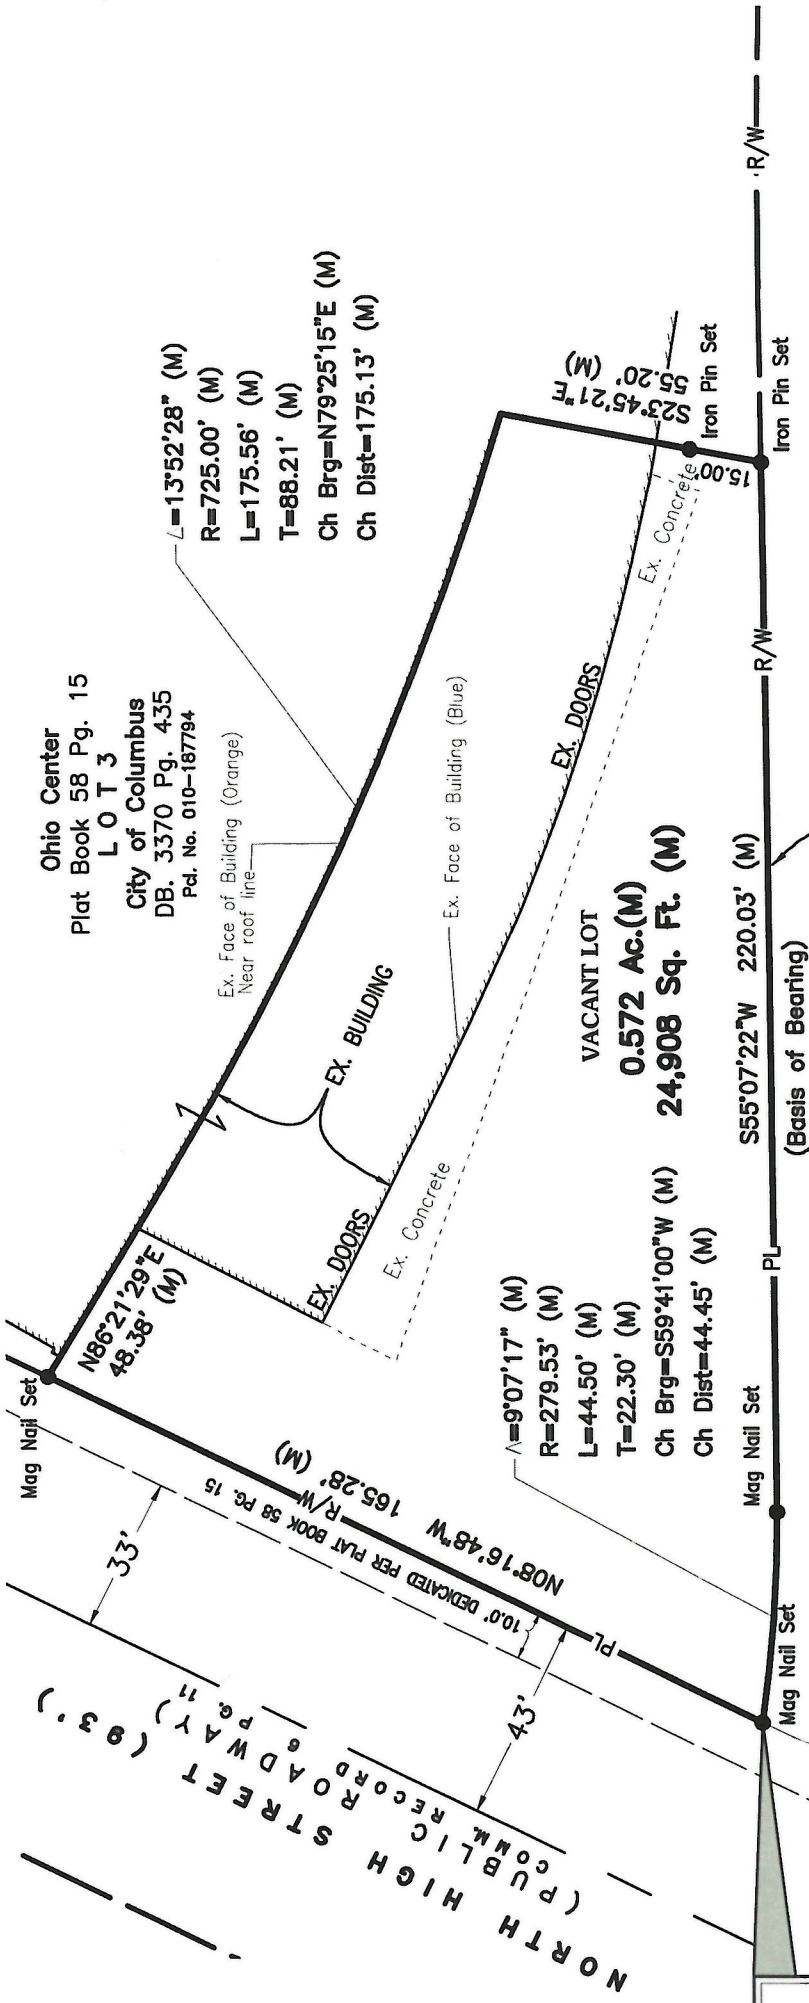 Ohio Center
Plat Book 58 Pg. 15
L O T 3
City of Columbus
DB. 3370 Pg. 435
Pcl. No. 010-187794
Ex. Face of Building (Orange)
Near roof line
Δ=13°52'28" (M)
R=725.00' (M)
L=175.56' (M)
T=88.21' (M)
Ch Brg=N79°25'15"E (M)
Ch Dist=175.13' (M)
Mag Nail Set
N86°21'29"E
48.38' (M)
EX. BUILDING
EX. DOORS
Ex. Concrete
Ex. Face of Building (Blue)
EX. DOORS
Ex. Concrete
S23°45'21"E
55.20' (M)
Iron Pin Set
15.00'
Iron Pin Set
R/W
R/W
VACANT LOT
0.572 Ac.(M)
24,908 Sq. Ft. (M)
S55°07'22"W 220.03' (M)
(Basis of Bearing)
PL
Δ=9°07'17" (M)
R=279.53' (M)
L=44.50' (M)
T=22.30' (M)
Ch Brg=S59°41'00"W (M)
Ch Dist=44.45' (M)
Mag Nail Set
Mag Nail Set
N08°16'48"W 165.28' (M)
R/W
PL
10.0' DEDICATED PER PLAT BOOK 58 PG. 15
33'
43'
NORTH HIGH STREET (93')
(PUBLIC ROADWAY)
COMM. RECORD 6 PG. 11